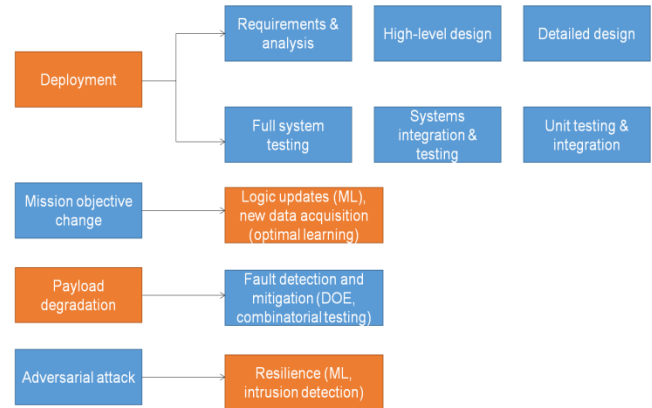 Requirements &
analysis
High-level design
Detailed design
Deployment
Full system
testing
Systems
integration &
testing
Unit testing &
integration
Mission objective
change
Logic updates (ML),
new data acquisition
(optimal learning)
Payload
degradation
Fault detection and
mitigation (DOE,
combinatorial testing)
Adversarial attack
Resilience (ML,
intrusion detection)